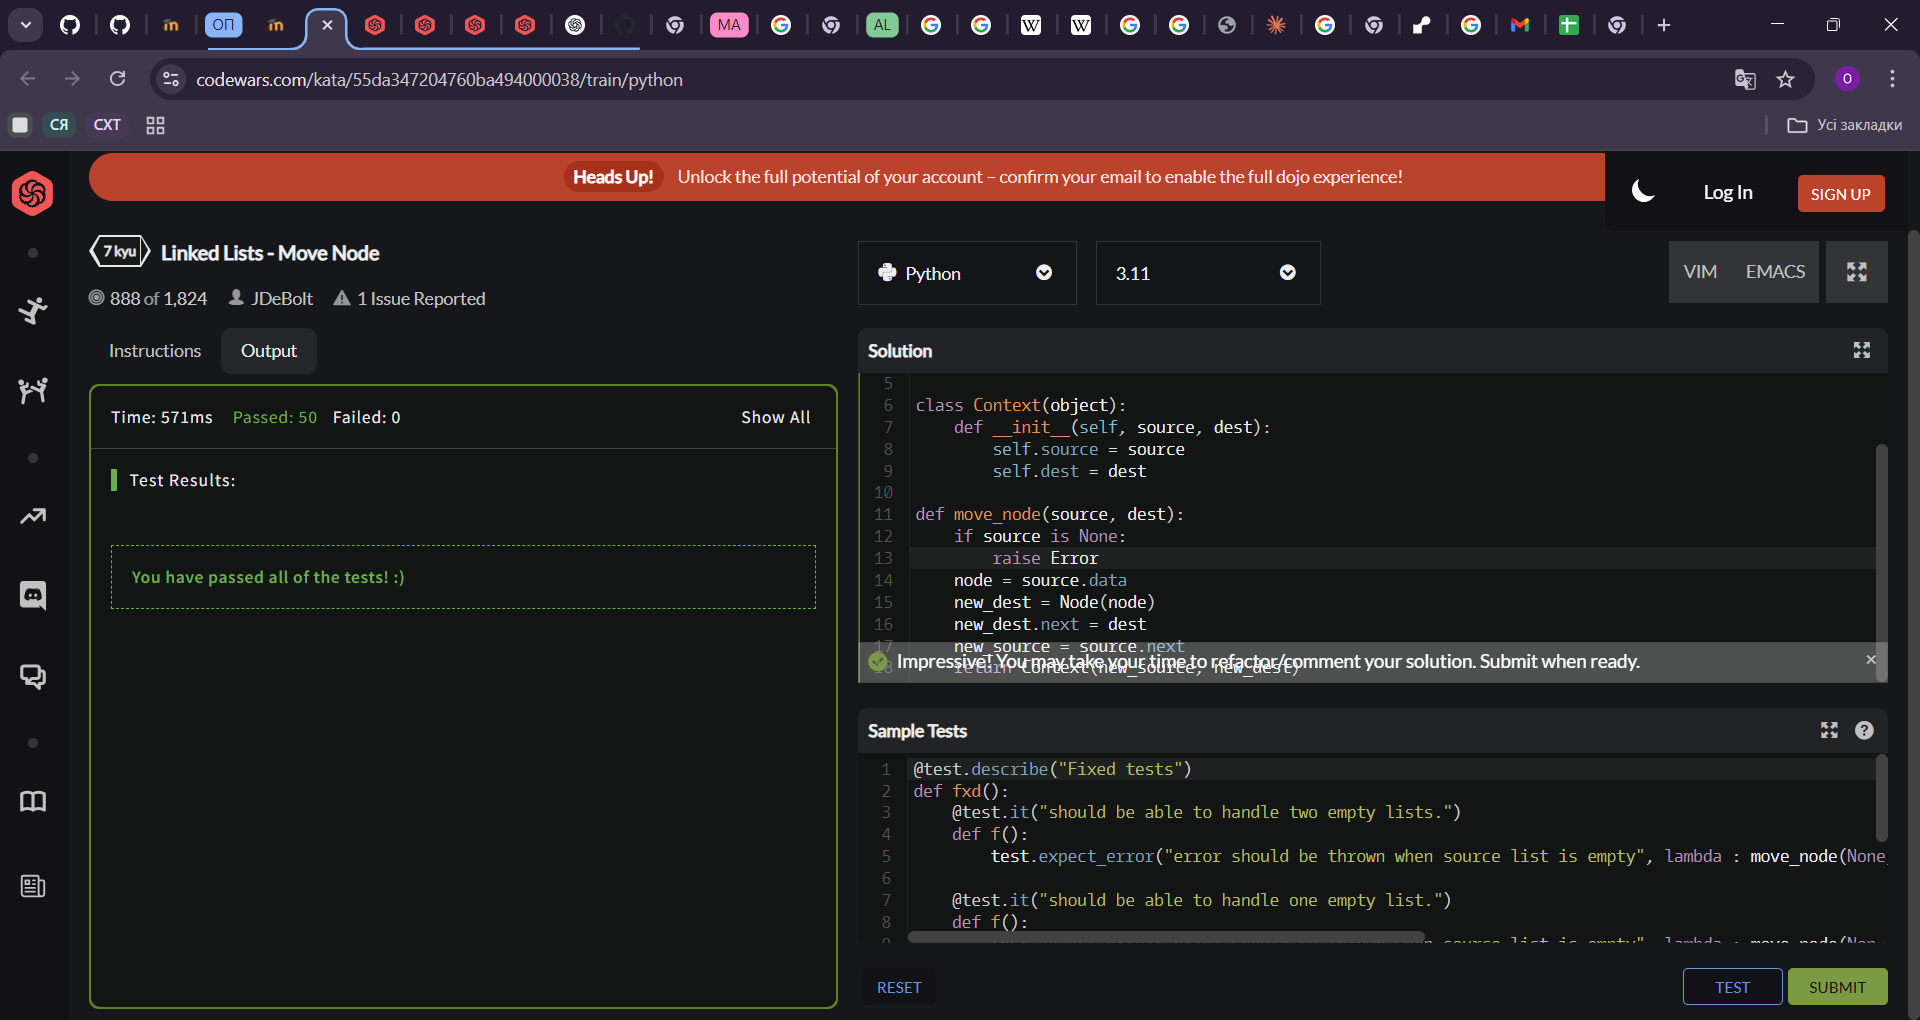 ОП
MA
AL
codewars.com/kata/55da347204760ba494000038/train/python
O
СЯ
СХТ
Усі закладки
Heads Up! Unlock the full potential of your account – confirm your email to enable the full dojo experience!
Log In
SIGN UP
7 kyu
Linked Lists - Move Node
888 of 1,824 JDeBolt 1 Issue Reported
Python
3.11
VIM EMACS
Instructions Output
Time: 571ms Passed: 50 Failed: 0 Show All
Test Results:
You have passed all of the tests! :)
Solution
5
6 class Context(object):
7 def __init__(self, source, dest):
8 self.source = source
9 self.dest = dest
10
11 def move_node(source, dest):
12 if source is None:
13 raise Error
14 node = source.data
15 new_dest = Node(node)
16 new_dest.next = dest
17 new_source = source.next
18 return Context(new_source, new_dest)
Impressive! You may take your time to refactor/comment your solution. Submit when ready.
Sample Tests
1 @test.describe("Fixed tests")
2 def fxd():
3 @test.it("should be able to handle two empty lists.")
4 def f():
5 test.expect_error("error should be thrown when source list is empty", lambda : move_node(None,
6
7 @test.it("should be able to handle one empty list.")
8 def f():
RESET
TEST
SUBMIT